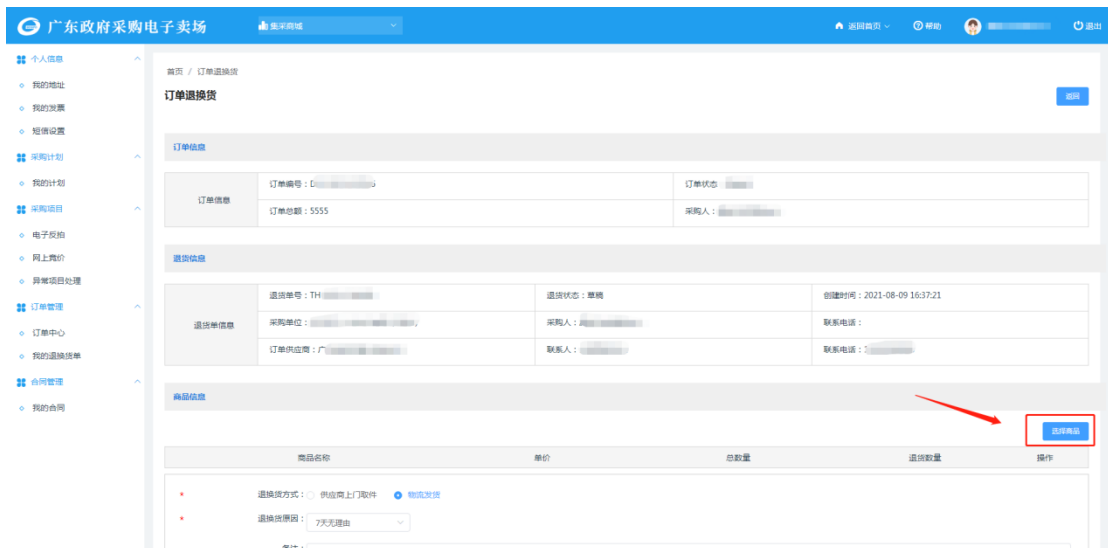 广东政府采购电子卖场 集采商城 返回首页 帮助 退出
个人信息
我的地址
我的发票
短信设置
采购计划
我的计划
采购项目
电子反拍
网上竞价
异常项目处理
订单管理
订单中心
我的退换货单
合同管理
我的合同
首页 / 订单退换货
订单退换货 返回
订单信息
订单信息
订单编号：D 订单状态
订单总额：5555 采购人：
退货信息
退货单信息
退货单号：TH 退货状态：草稿 创建时间：2021-08-09 16:37:21
采购单位： 采购人： 联系电话：
订单供应商：广 联系人： 联系电话：
商品信息
选择商品
商品名称 单价 总数量 退货数量 操作
* 退换货方式： 供应商上门取件 物流发货
* 退换货原因： 7天无理由